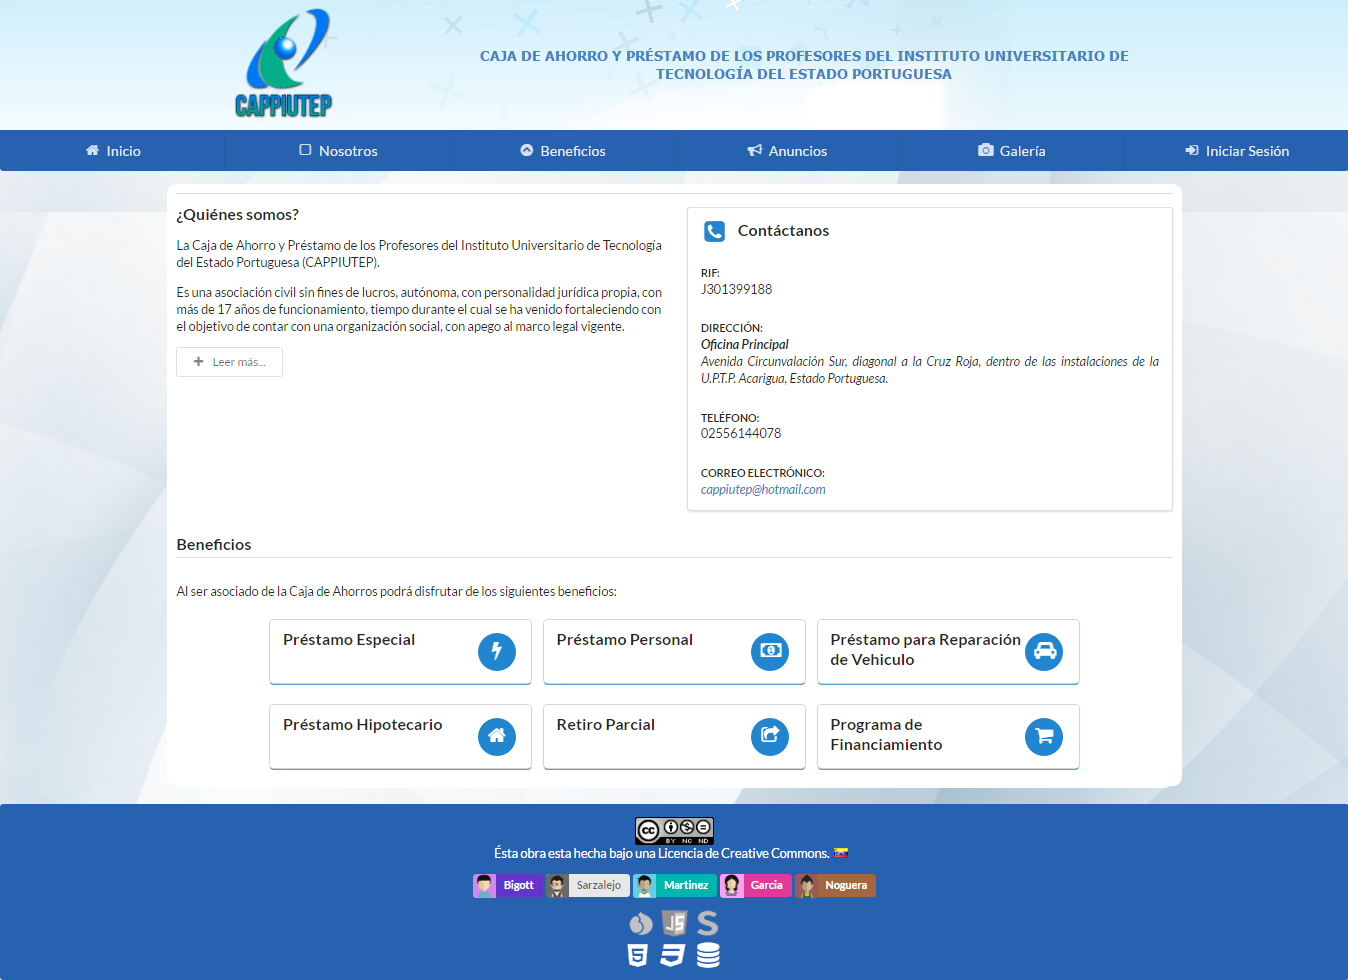 CAPPIUTEP
CAJA DE AHORRO Y PRÉSTAMO DE LOS PROFESORES DEL INSTITUTO UNIVERSITARIO DE
TECNOLOGÍA DEL ESTADO PORTUGUESA
Inicio
Nosotros
Beneficios
Anuncios
Galería
Iniciar Sesión
¿Quiénes somos?
La Caja de Ahorro y Préstamo de los Profesores del Instituto Universitario de Tecnología
del Estado Portuguesa (CAPPIUTEP).
Es una asociación civil sin fines de lucros, autónoma, con personalidad jurídica propia, con
más de 17 años de funcionamiento, tiempo durante el cual se ha venido fortaleciendo con
el objetivo de contar con una organización social, con apego al marco legal vigente.
Leer más...
Contáctanos
RIF:
J301399188
DIRECCIÓN:
Oficina Principal
Avenida Circunvalación Sur, diagonal a la Cruz Roja, dentro de las instalaciones de la
U.P.T.P. Acarigua, Estado Portuguesa.
TELÉFONO:
02556144078
CORREO ELECTRÓNICO:
cappiutep@hotmail.com
Beneficios
Al ser asociado de la Caja de Ahorros podrá disfrutar de los siguientes beneficios:
Préstamo Especial
Préstamo Personal
Préstamo para Reparación
de Vehiculo
Préstamo Hipotecario
Retiro Parcial
Programa de
Financiamiento
cc
BY NC ND
Ésta obra esta hecha bajo una Licencia de Creative Commons.
Bigott
Sarzalejo
Martinez
Garcia
Noguera
JS
S
5
3